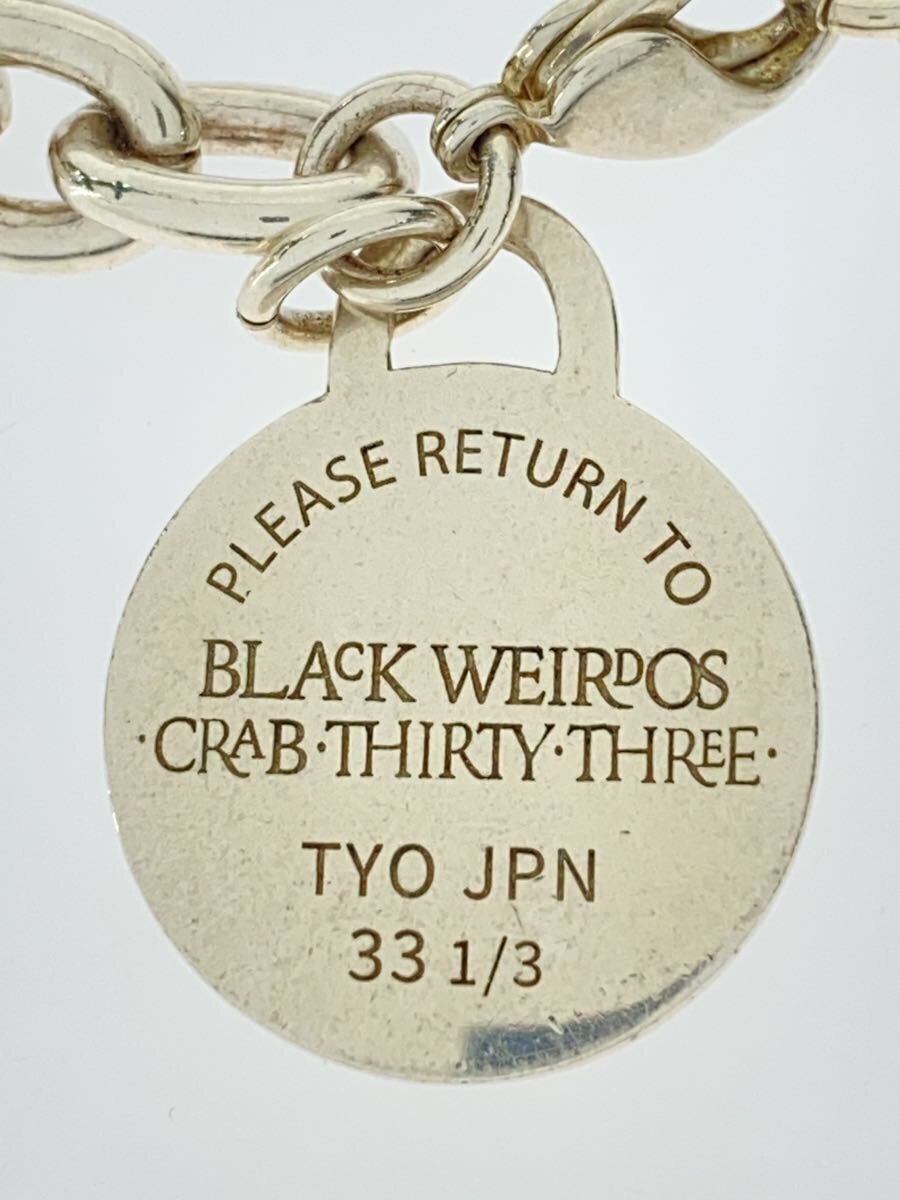 PLEASE RETURN TO
BLACK WEIRDOS
·CRAB·THIRTY·THREE·
TYO JPN
33 1/3